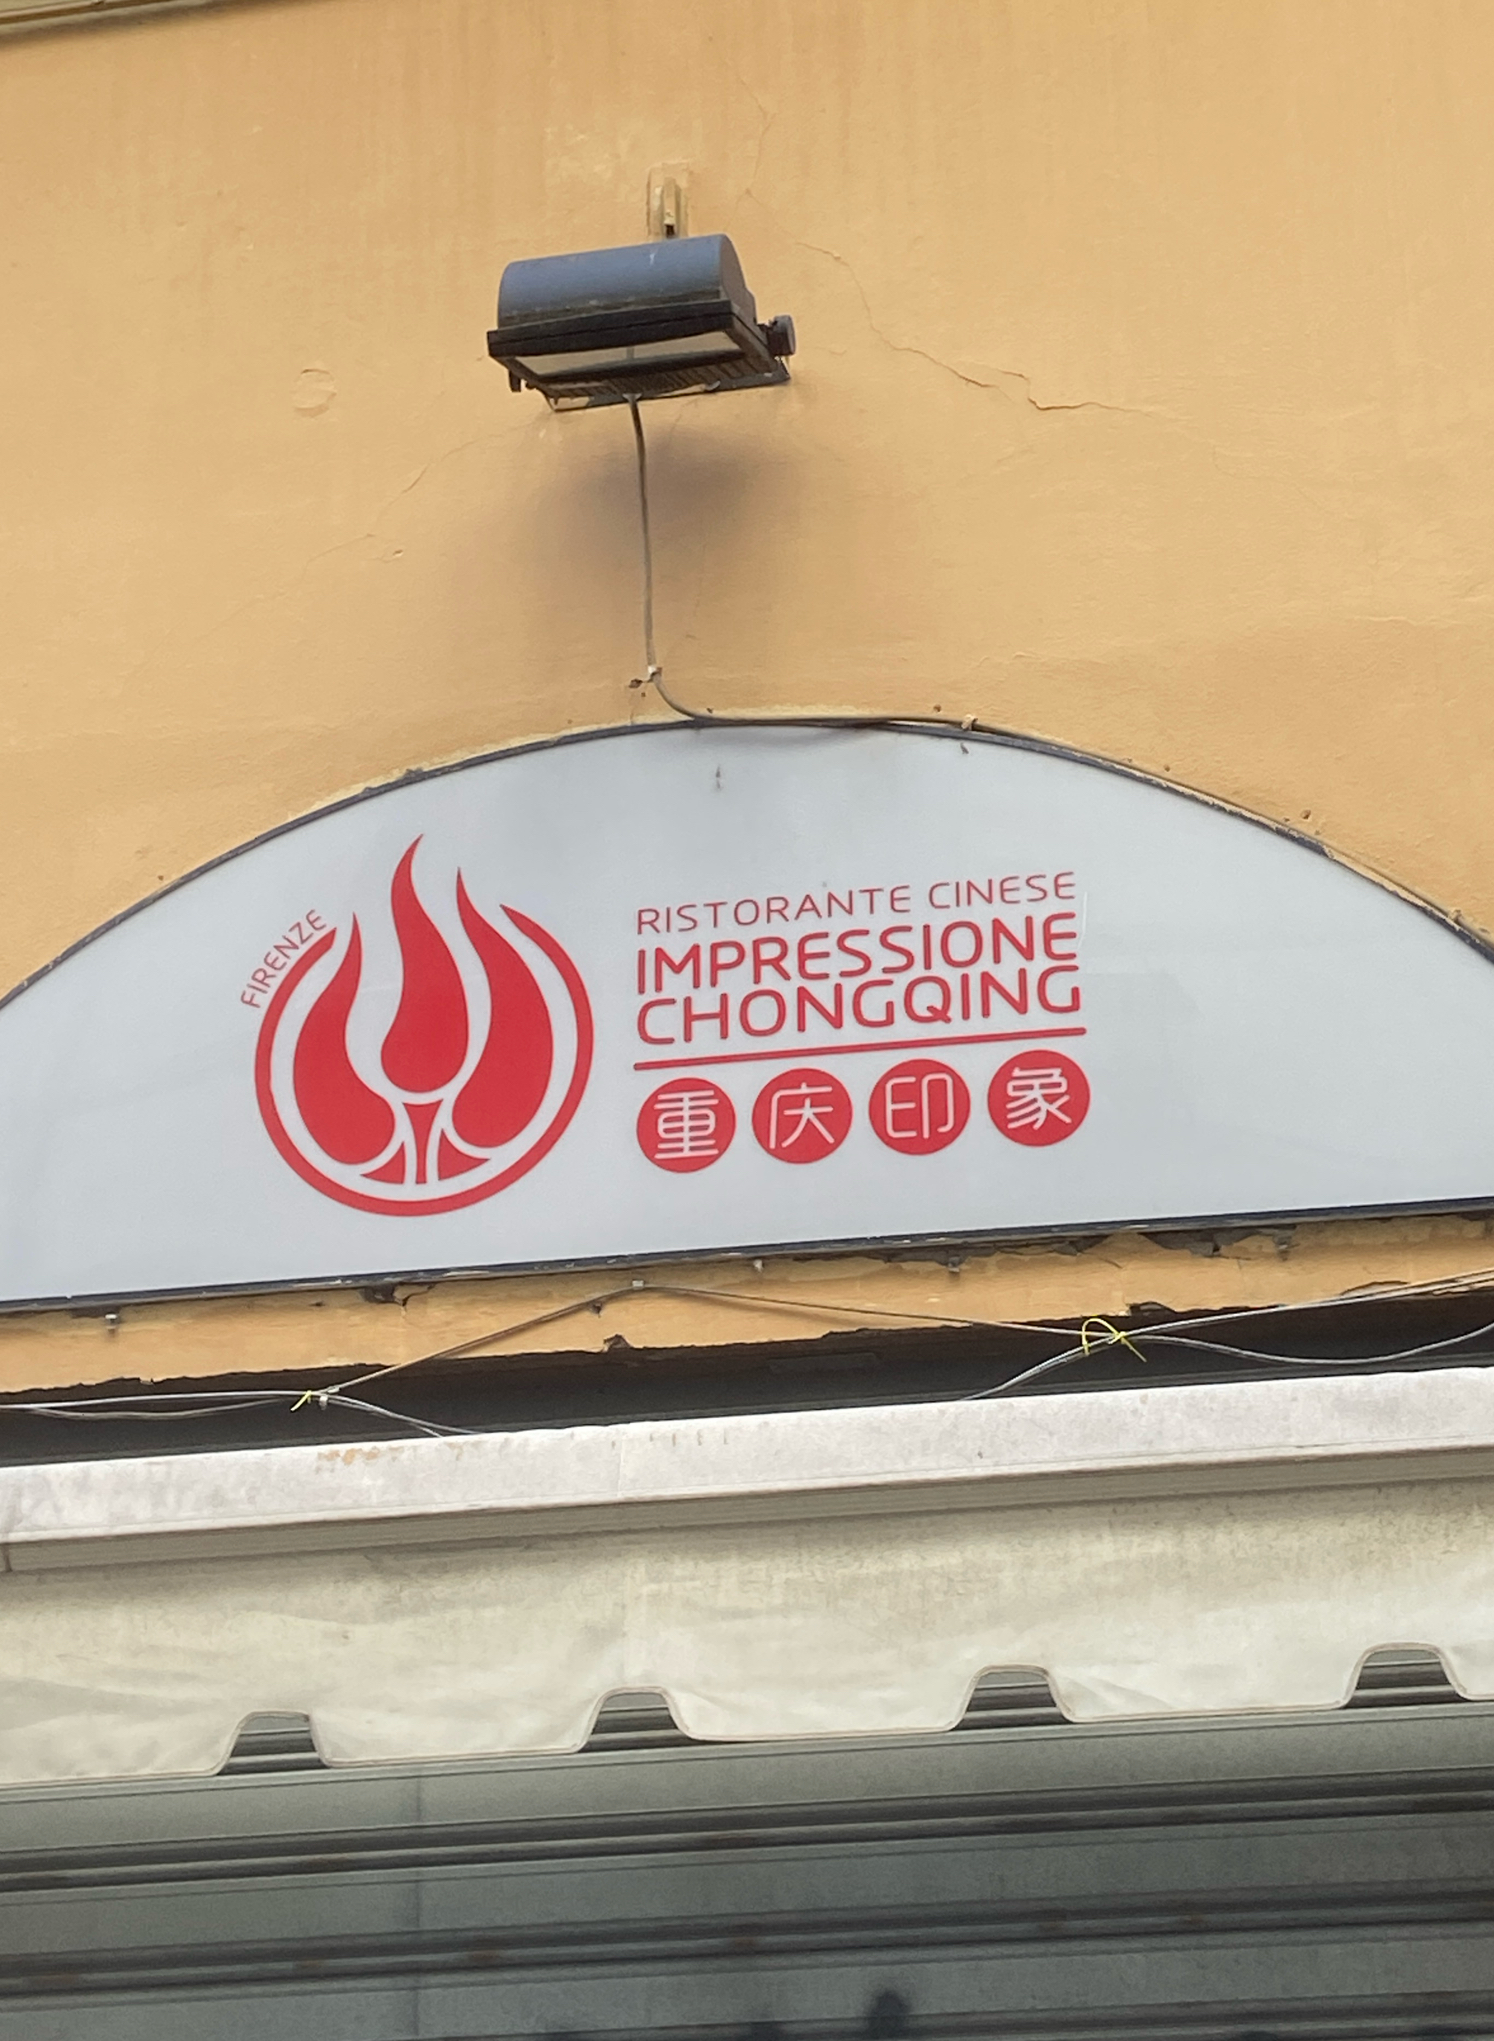 FIRENZE
RISTORANTE CINESE
IMPRESSIONE
CHONGQING
重庆印象